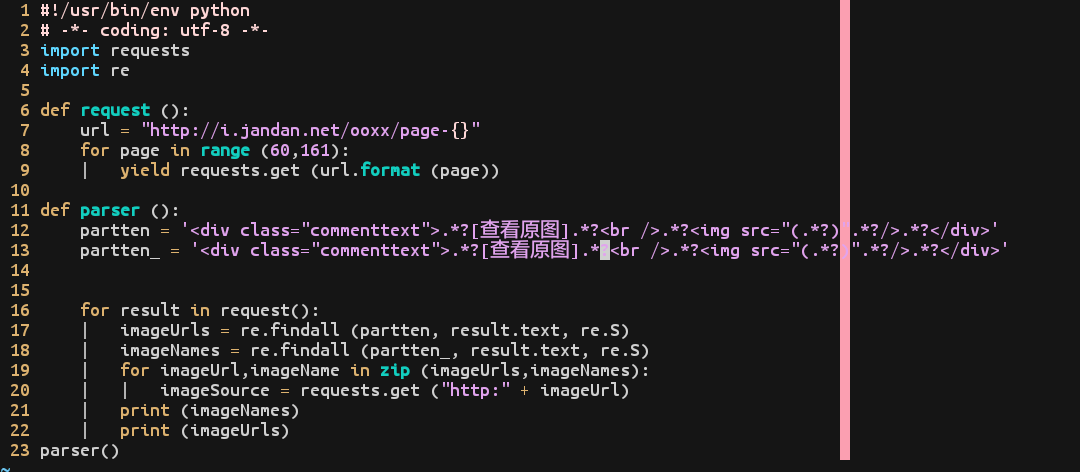 1 #!/usr/bin/env python
2 # -*- coding: utf-8 -*-
3 import requests
4 import re
5
6 def request ():
7     url = "http://i.jandan.net/ooxx/page-{}"
8     for page in range (60,161):
9     |   yield requests.get (url.format (page))
10
11 def parser ():
12     partten = '<div class="commenttext">.*?[查看原图].*?<br />.*?<img src="(.*?)".*?/>.*?</div>'
13     partten_ = '<div class="commenttext">.*?[查看原图].*?<br />.*?<img src="(.*?)".*?/>.*?</div>'
14
15
16     for result in request():
17     |   imageUrls = re.findall (partten, result.text, re.S)
18     |   imageNames = re.findall (partten_, result.text, re.S)
19     |   for imageUrl,imageName in zip (imageUrls,imageNames):
20     |   |   imageSource = requests.get ("http:" + imageUrl)
21     |   print (imageNames)
22     |   print (imageUrls)
23 parser()
~